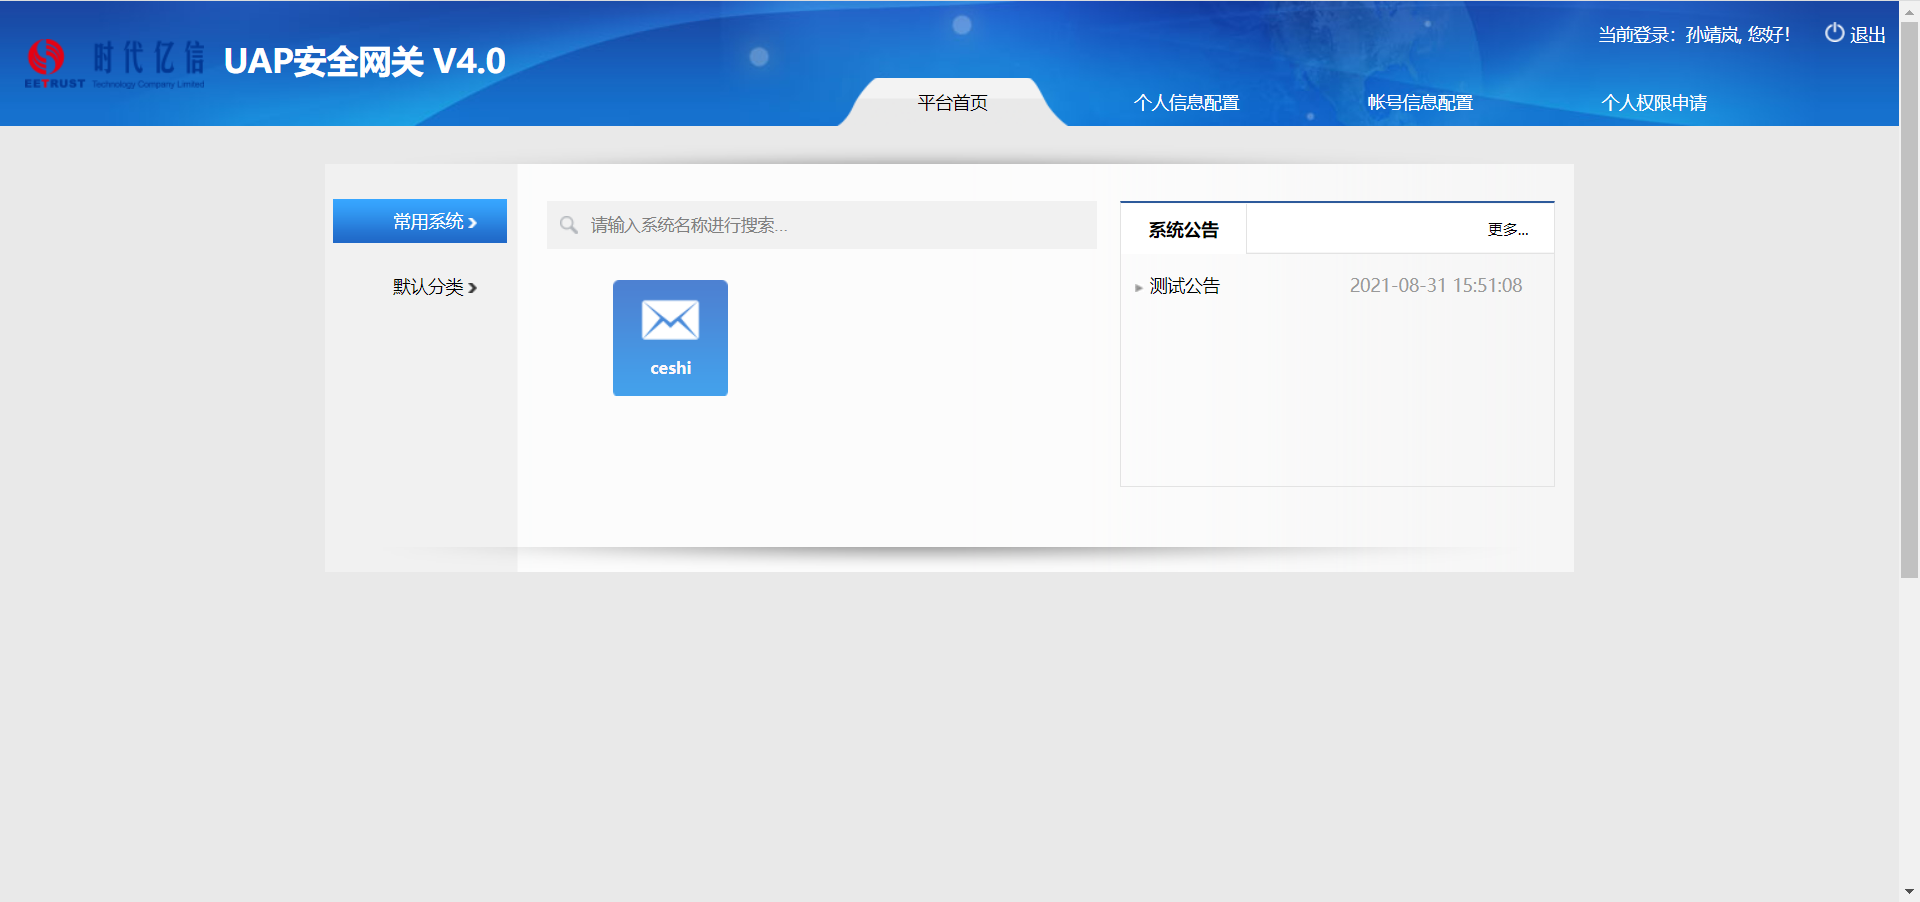 当前登录：孙靖岚, 您好！ 退出
时代亿信
EETRUST Technology Company Limited
UAP安全网关 V4.0
平台首页 个人信息配置 帐号信息配置 个人权限申请
常用系统
默认分类
请输入系统名称进行搜索...
ceshi
系统公告 更多...
测试公告 2021-08-31 15:51:08